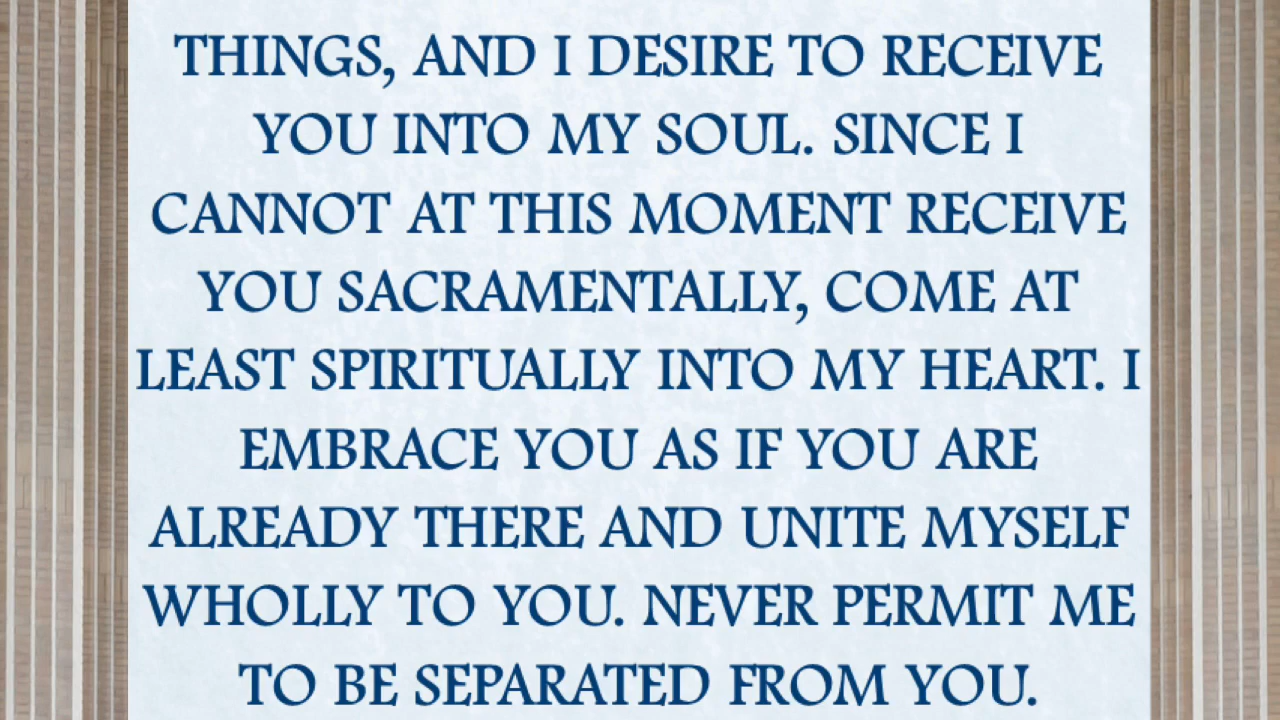 THINGS, AND I DESIRE TO RECEIVE
YOU INTO MY SOUL. SINCE I
CANNOT AT THIS MOMENT RECEIVE
YOU SACRAMENTALLY, COME AT
LEAST SPIRITUALLY INTO MY HEART. I
EMBRACE YOU AS IF YOU ARE
ALREADY THERE AND UNITE MYSELF
WHOLLY TO YOU. NEVER PERMIT ME
TO BE SEPARATED FROM YOU.